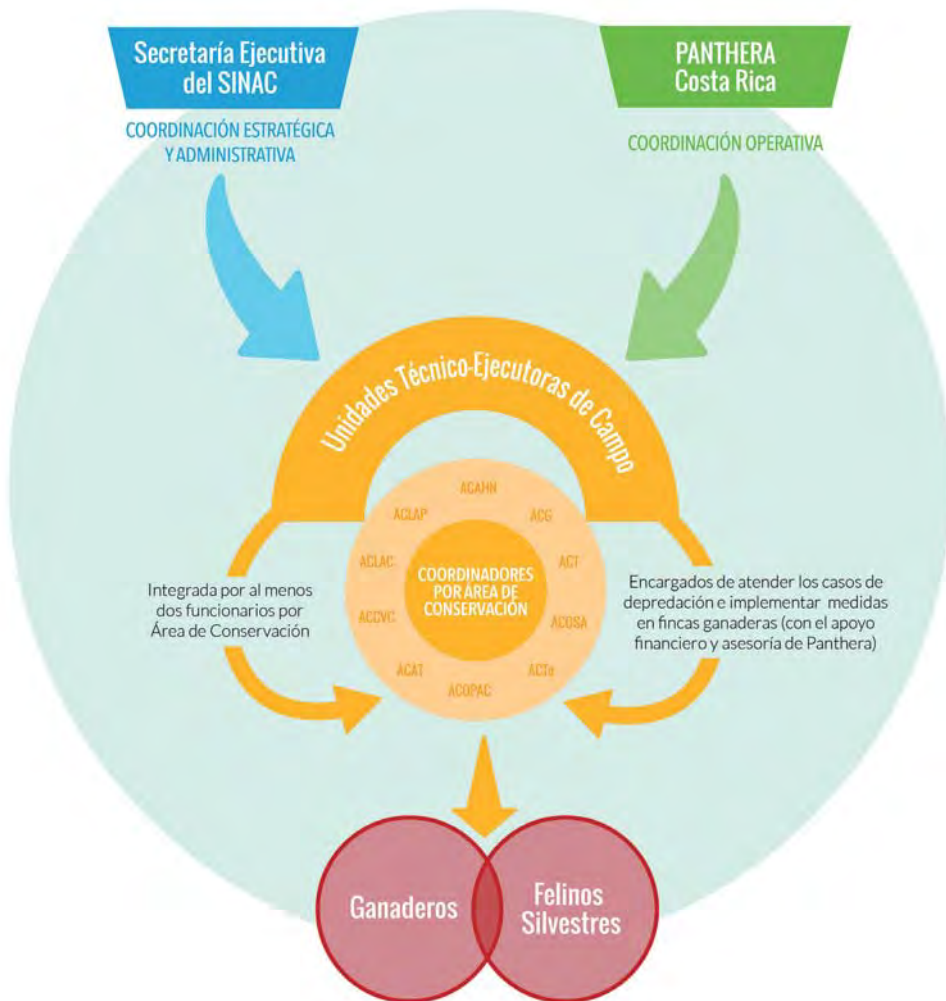 Secretaría Ejecutiva
del SINAC
COORDINACIÓN ESTRATÉGICA
Y ADMINISTRATIVA
PANTHERA
Costa Rica
COORDINACIÓN OPERATIVA
Unidades Técnico-Ejecutoras de Campo
ACAHN
ACLAP
ACG
ACLAC
ACT
ACCVC
ACOSA
ACAT
ACTo
ACOPAC
COORDINADORES
POR ÁREA DE
CONSERVACIÓN
Integrada por al menos
dos funcionarios por
Área de Conservación
Encargados de atender los casos de
depredación e implementar medidas
en fincas ganaderas (con el apoyo
financiero y asesoría de Panthera)
Ganaderos
Felinos
Silvestres